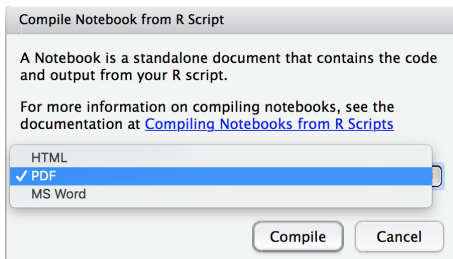 Compile Notebook from R Script
A Notebook is a standalone document that contains the code
and output from your R script.
For more information on compiling notebooks, see the
documentation at Compiling Notebooks from R Scripts
HTML
✓ PDF
MS Word
Compile Cancel